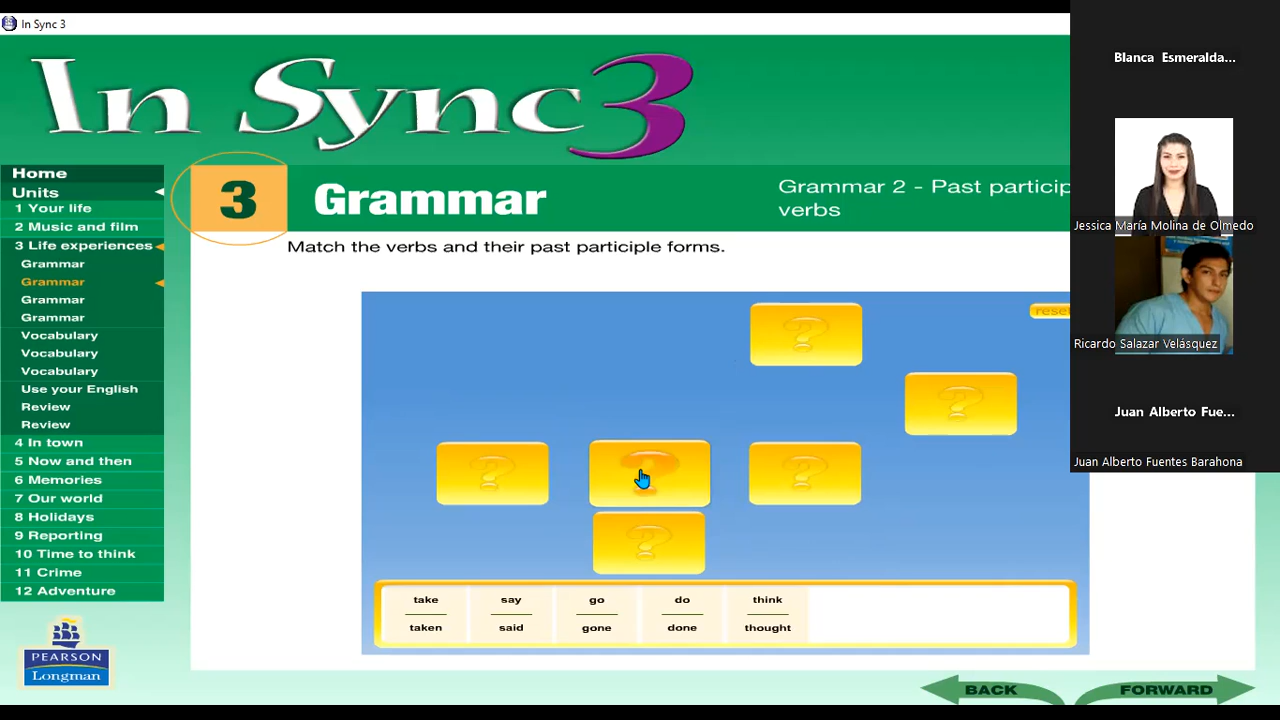 In Sync 3
In Sync 3
Home
Units
1 Your life
2 Music and film
3 Life experiences
Grammar
Grammar
Grammar
Grammar
Vocabulary
Vocabulary
Vocabulary
Use your English
Review
Review
4 In town
5 Now and then
6 Memories
7 Our world
8 Holidays
9 Reporting
10 Time to think
11 Crime
12 Adventure
PEARSON
Longman
3
Grammar
Grammar 2 - Past particip
verbs
Match the verbs and their past participle forms.
rese
?
?
? ? ?
?
take say go do think
taken said gone done thought
BACK FORWARD
Blanca Esmeralda...
Jessica María Molina de Olmedo
Ricardo Salazar Velásquez
Juan Alberto Fue...
Juan Alberto Fuentes Barahona